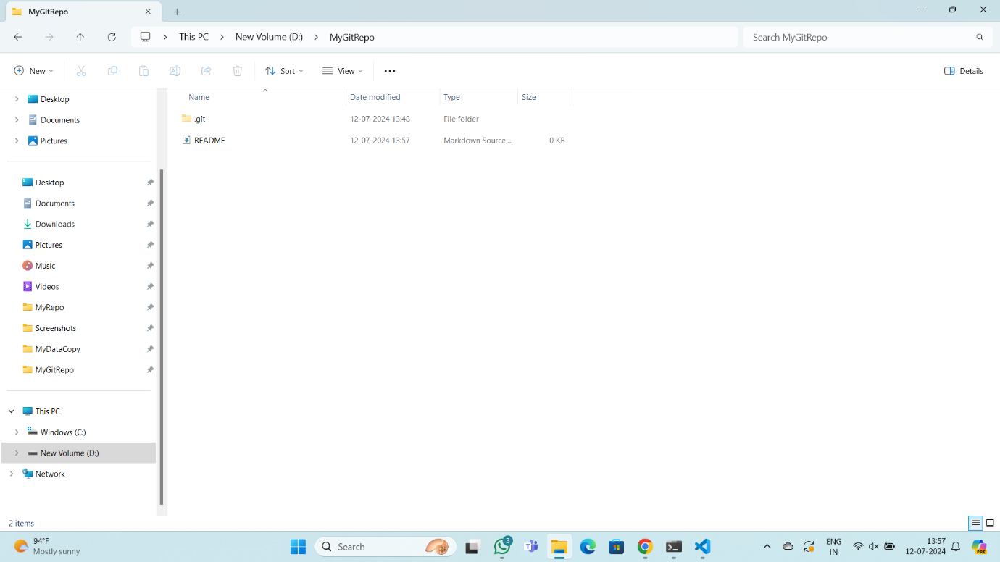 MyGitRepo
This PC > New Volume (D:) > MyGitRepo
Search MyGitRepo
New
Sort
View
Details
Desktop
Documents
Pictures
Desktop
Documents
Downloads
Pictures
Music
Videos
MyRepo
Screenshots
MyDataCopy
MyGitRepo
This PC
Windows (C:)
New Volume (D:)
Network
Name Date modified Type Size
.git 12-07-2024 13:48 File folder
README 12-07-2024 13:57 Markdown Source ... 0 KB
2 items
94°F
Mostly sunny
Search
3
ENG
IN
13:57
12-07-2024
PRE